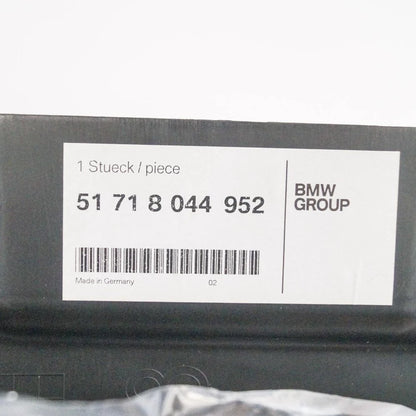 1 Stueck / piece
51 71 8 044 952
BMW
GROUP
Made in Germany
02